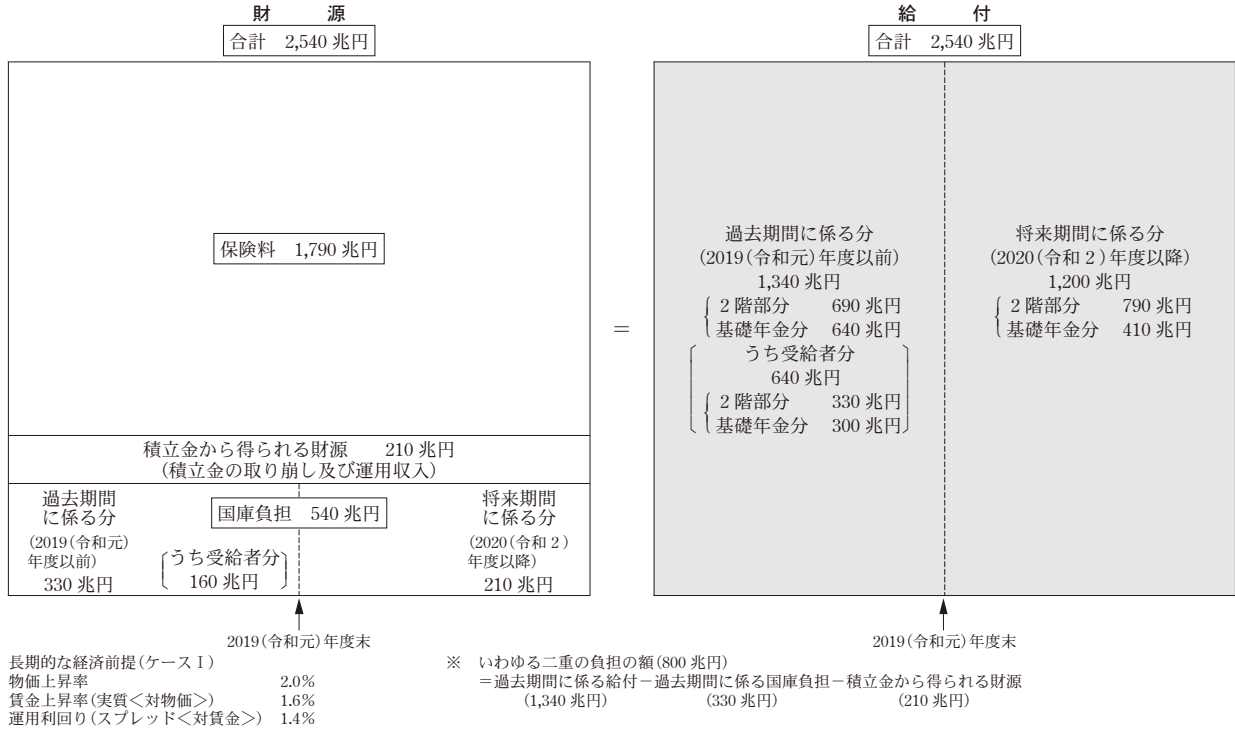 財　源
合計　2,540 兆円
保険料　1,790 兆円
積立金から得られる財源　210 兆円
(積立金の取り崩し及び運用収入)
過去期間
に係る分
(2019(令和元)
年度以前)
330 兆円
国庫負担　540 兆円
うち受給者分
160 兆円
将来期間
に係る分
(2020(令和 2 )
年度以降)
210 兆円
2019(令和元)年度末
＝
給　付
合計　2,540 兆円
過去期間に係る分
(2019(令和元)年度以前)
1,340 兆円
2 階部分　690 兆円
基礎年金分　640 兆円
うち受給者分
640 兆円
2 階部分　330 兆円
基礎年金分　300 兆円
将来期間に係る分
(2020(令和 2 )年度以降)
1,200 兆円
2 階部分　790 兆円
基礎年金分　410 兆円
2019(令和元)年度末
長期的な経済前提(ケースⅠ)
物価上昇率　2.0%
賃金上昇率(実質＜対物価＞)　1.6%
運用利回り(スプレッド＜対賃金＞)　1.4%
※　いわゆる二重の負担の額(800 兆円)
＝過去期間に係る給付－過去期間に係る国庫負担－積立金から得られる財源
(1,340 兆円)　(330 兆円)　(210 兆円)